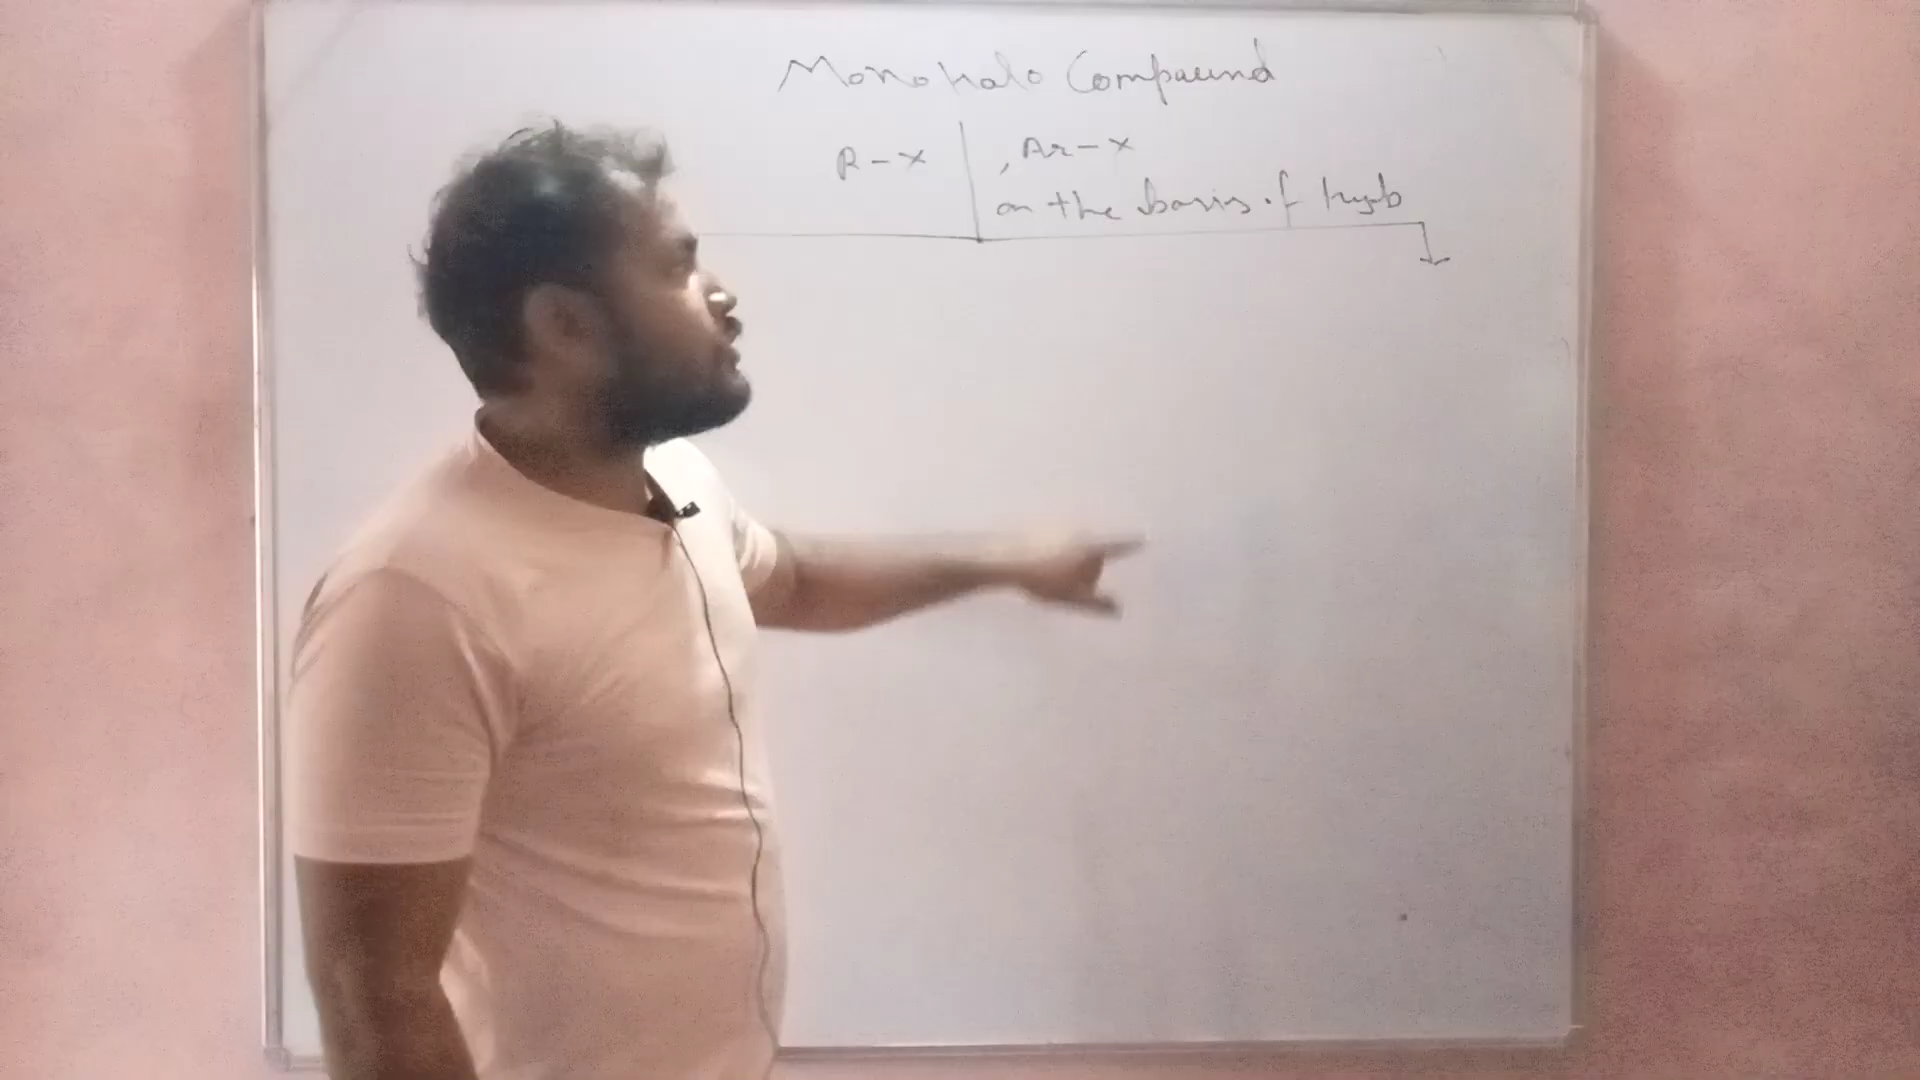 Monohalo Compound
R-X , Ar-X
on the basis of hyb